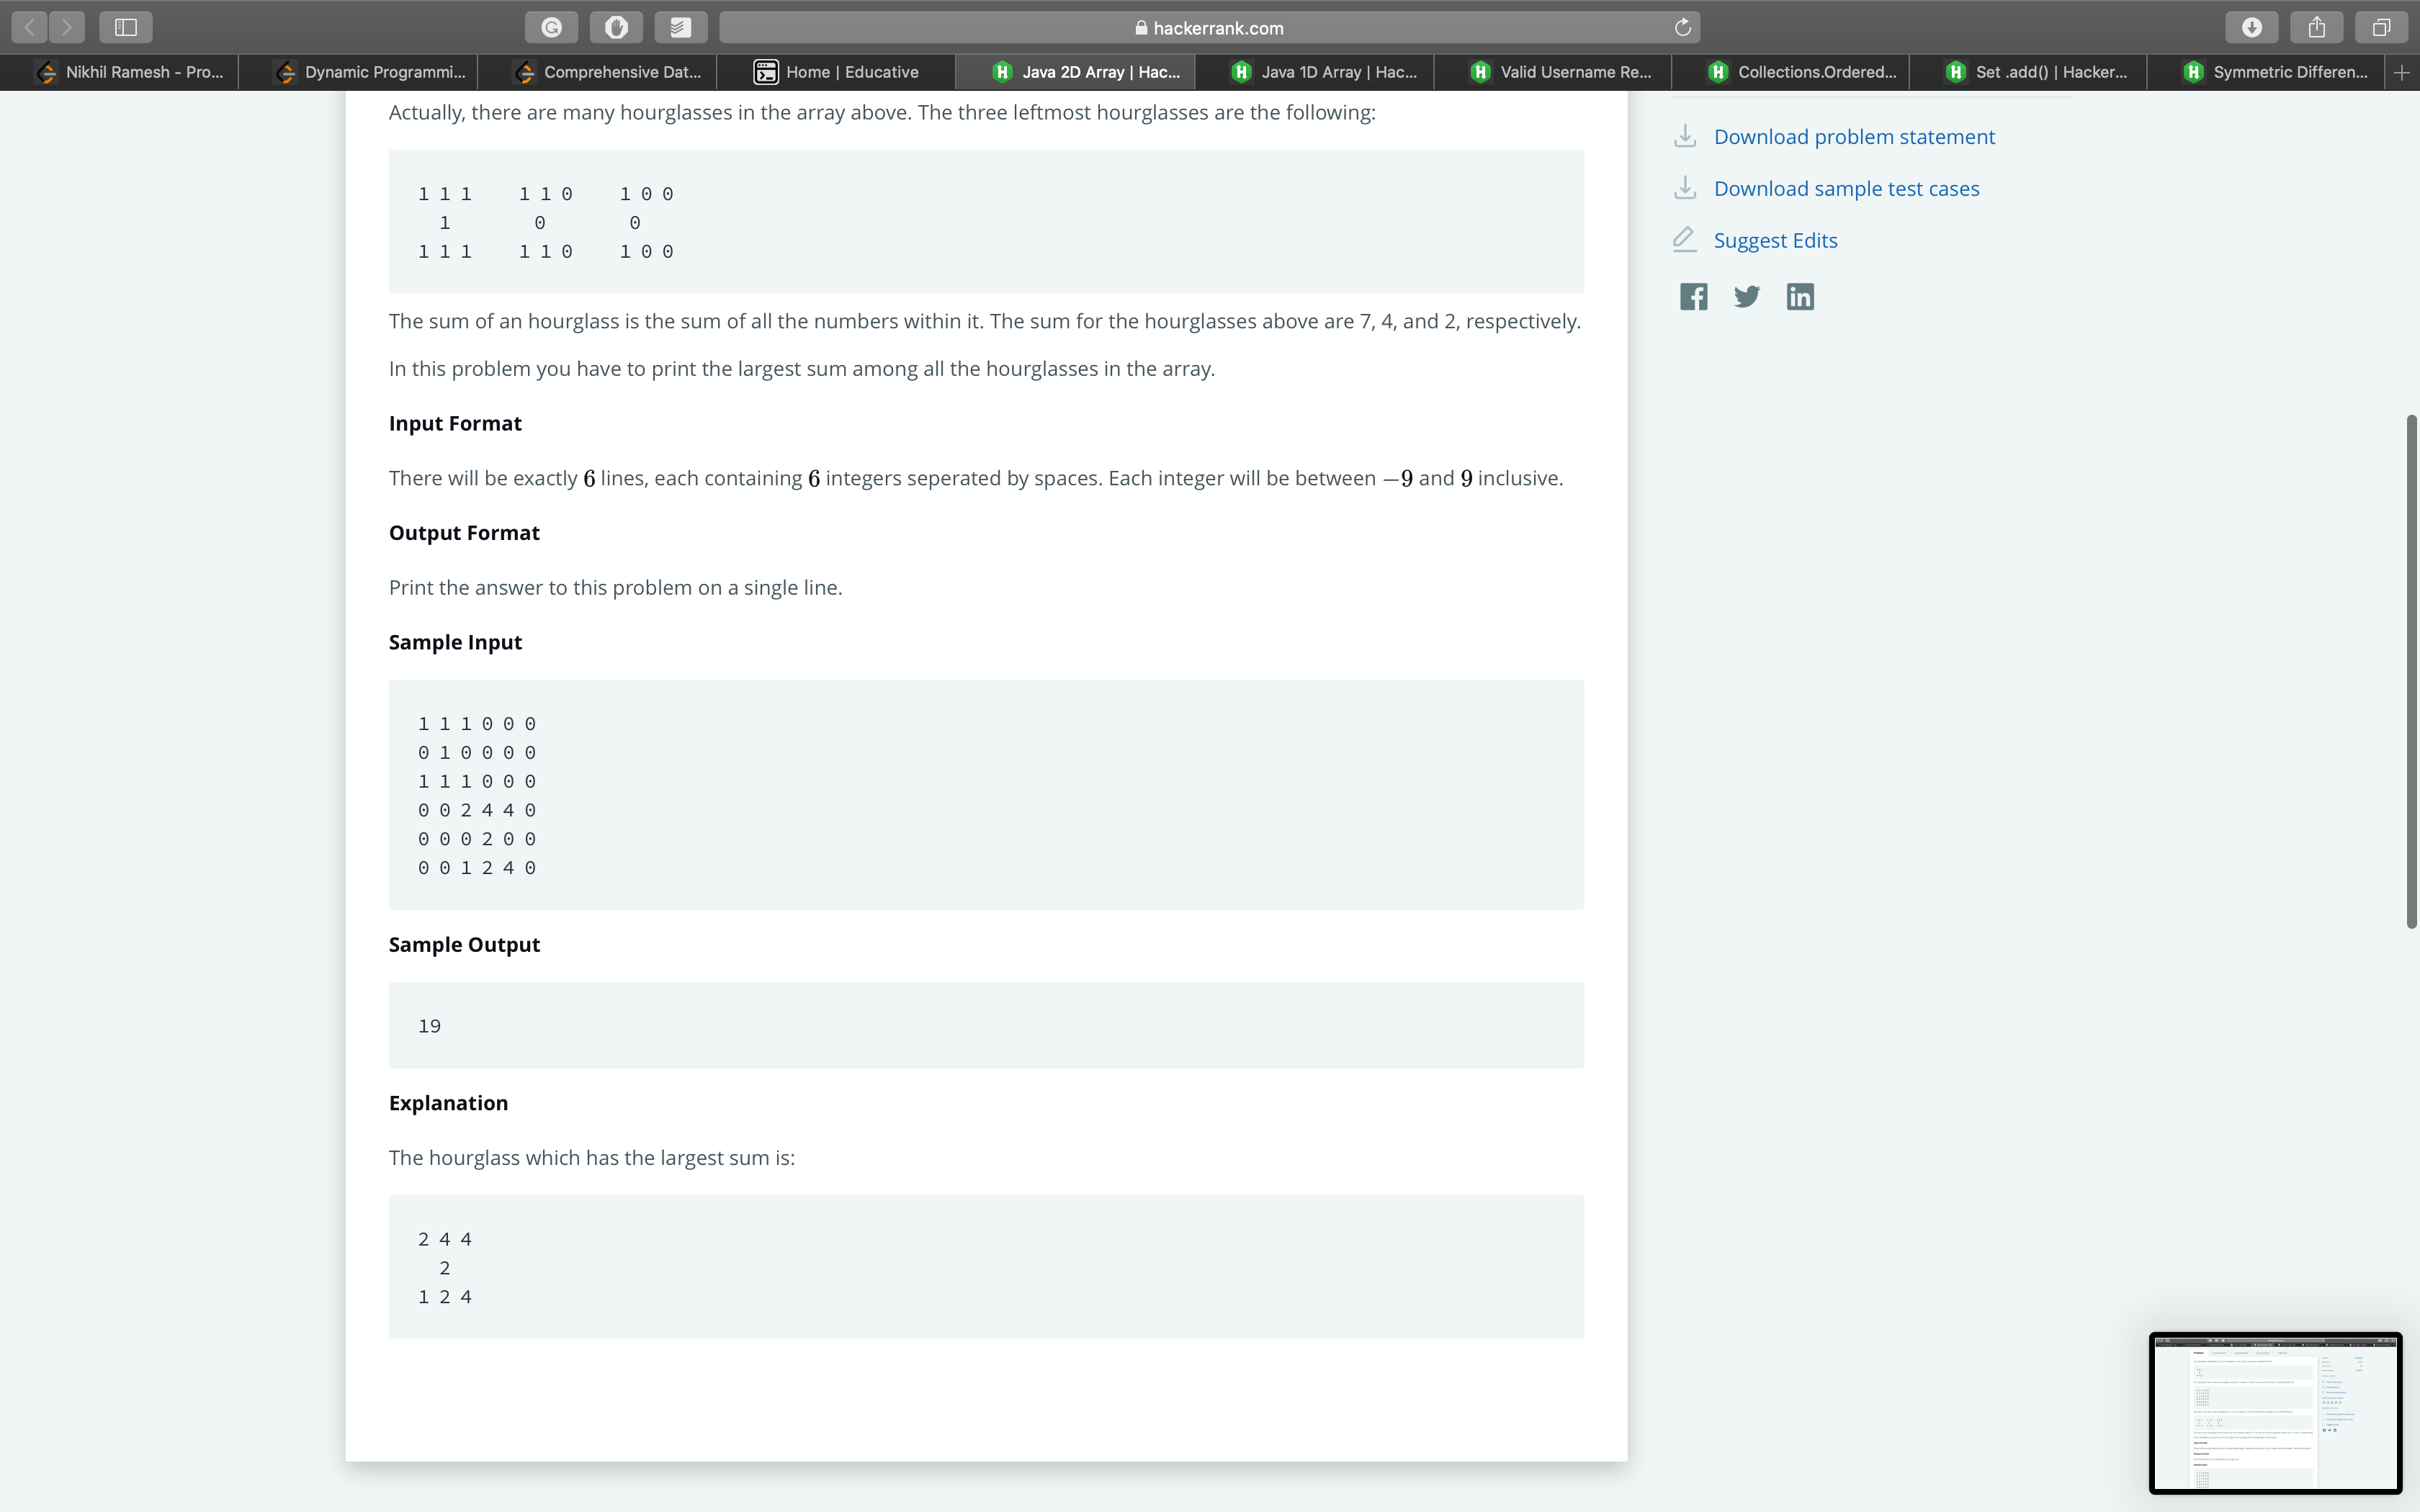 hackerrank.com
Nikhil Ramesh - Pro...
Dynamic Programmi...
Comprehensive Dat...
Home | Educative
Java 2D Array | Hac...
Java 1D Array | Hac...
Valid Username Re...
Collections.Ordered...
Set .add() | Hacker...
Symmetric Differen...
Actually, there are many hourglasses in the array above. The three leftmost hourglasses are the following:
1 1 1    1 1 0    1 0 0
1    0    0
1 1 1    1 1 0    1 0 0
The sum of an hourglass is the sum of all the numbers within it. The sum for the hourglasses above are 7, 4, and 2, respectively.
In this problem you have to print the largest sum among all the hourglasses in the array.
Input Format
There will be exactly 6 lines, each containing 6 integers seperated by spaces. Each integer will be between −9 and 9 inclusive.
Output Format
Print the answer to this problem on a single line.
Sample Input
1 1 1 0 0 0
0 1 0 0 0 0
1 1 1 0 0 0
0 0 2 4 4 0
0 0 0 2 0 0
0 0 1 2 4 0
Sample Output
19
Explanation
The hourglass which has the largest sum is:
2 4 4
2
1 2 4
Download problem statement
Download sample test cases
Suggest Edits